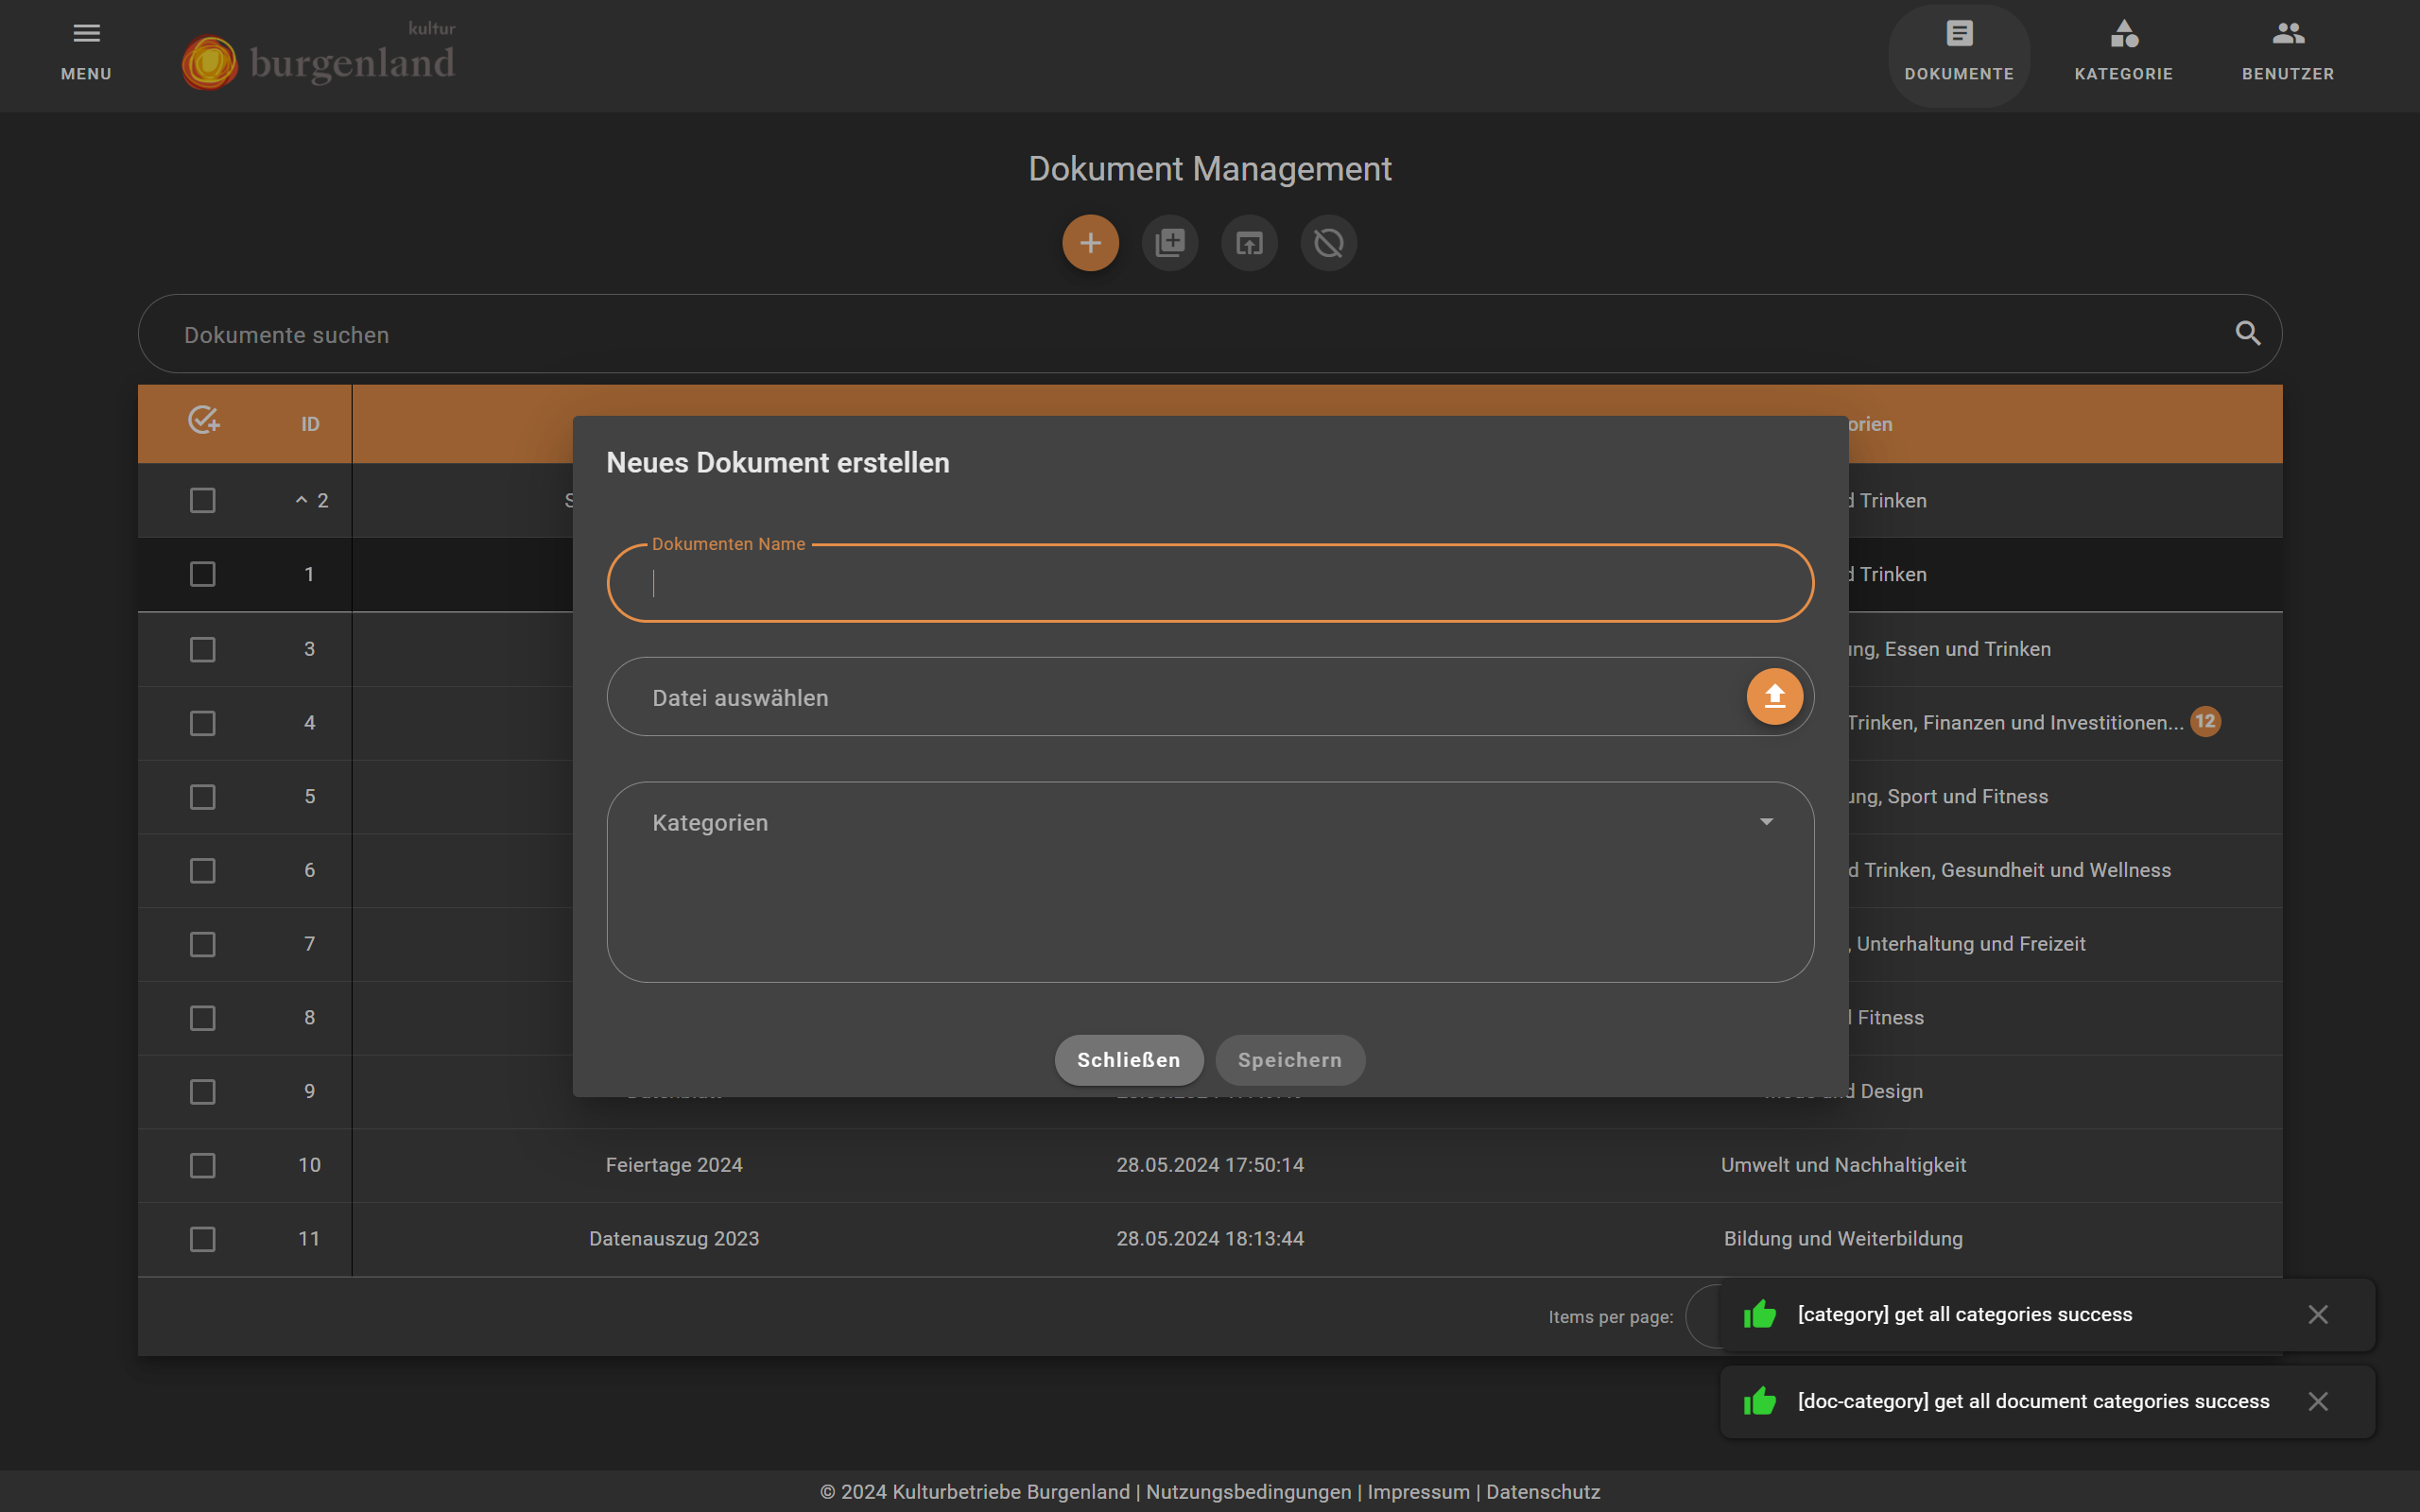 MENU
kultur
burgenland
DOKUMENTE
KATEGORIE
BENUTZER
Dokument Management
Dokumente suchen
ID
orien
Neues Dokument erstellen
2
d Trinken
Dokumenten Name
1
d Trinken
3
ung, Essen und Trinken
Datei auswählen
4
Trinken, Finanzen und Investitionen... 12
5
ung, Sport und Fitness
Kategorien
6
d Trinken, Gesundheit und Wellness
7
, Unterhaltung und Freizeit
8
Fitness
Schließen
Speichern
9
nd Design
10
Feiertage 2024
28.05.2024 17:50:14
Umwelt und Nachhaltigkeit
11
Datenauszug 2023
28.05.2024 18:13:44
Bildung und Weiterbildung
Items per page:
[category] get all categories success
[doc-category] get all document categories success
© 2024 Kulturbetriebe Burgenland | Nutzungsbedingungen | Impressum | Datenschutz